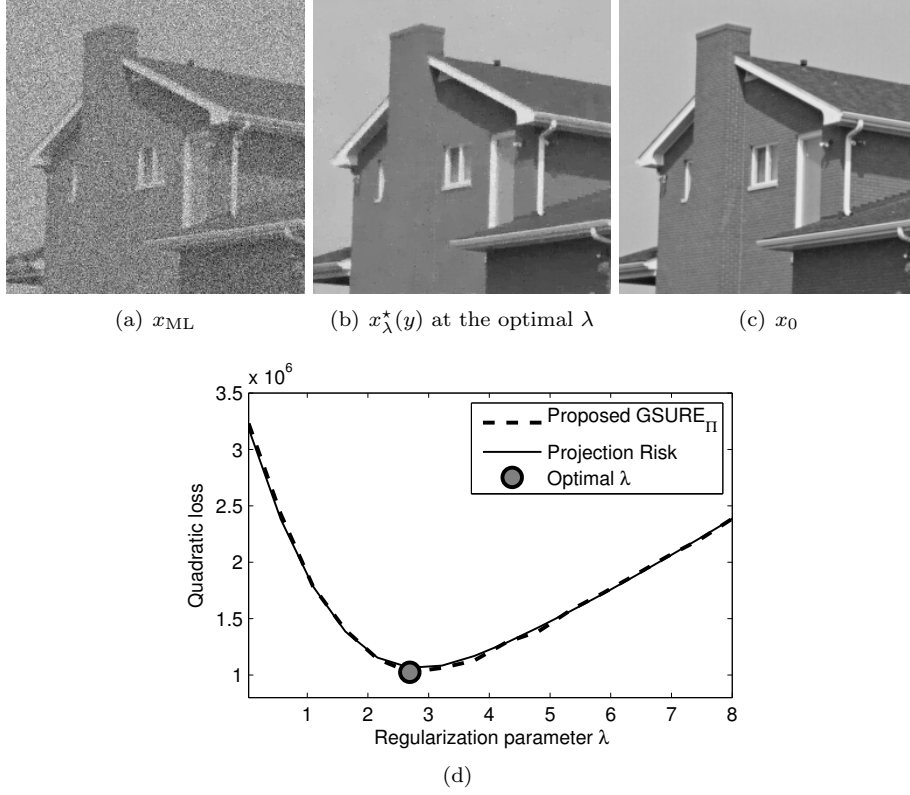 (a) x_ML
(b) x^⋆_λ(y) at the optimal λ
(c) x_0
x 10^6
3.5
3
2.5
2
1.5
1
Quadratic loss
Proposed GSURE_Π
Projection Risk
Optimal λ
1 2 3 4 5 6 7 8
Regularization parameter λ
(d)